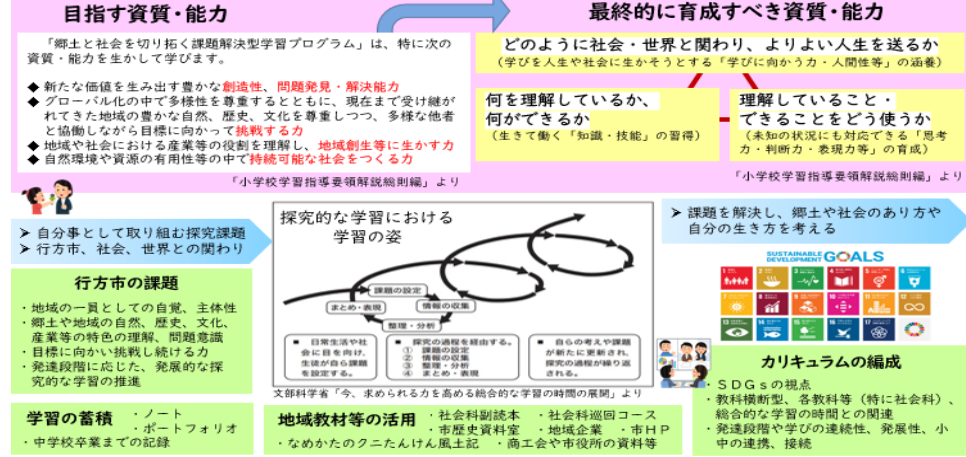 目指す資質・能力
「郷土と社会を切り拓く課題解決型学習プログラム」は、特に次の
資質・能力を生かして学びます。
◆ 新たな価値を生み出す豊かな創造性、問題発見・解決能力
◆ グローバル化の中で多様性を尊重するとともに、現在まで受け継が
れてきた地域の豊かな自然、歴史、文化を尊重しつつ、多様な他者
と協働しながら目標に向かって挑戦する力
◆ 地域や社会における産業等の役割を理解し、地域創生等に生かす力
◆ 自然環境や資源の有用性等の中で持続可能な社会をつくる力
「小学校学習指導要領解説総則編」より
最終的に育成すべき資質・能力
どのように社会・世界と関わり、よりよい人生を送るか
(学びを人生や社会に生かそうとする「学びに向かう力・人間性等」の涵養)
何を理解しているか、
何ができるか
(生きて働く「知識・技能」の習得)
理解していること・
できることをどう使うか
(未知の状況にも対応できる「思考
力・判断力・表現力等」の育成)
「小学校学習指導要領解説総則編」より
➢ 自分事として取り組む探究課題
➢ 行方市、社会、世界との関わり
行方市の課題
・地域の一員としての自覚、主体性
・郷土や地域の自然、歴史、文化、
産業等の特色の理解、問題意識
・目標に向かい挑戦し続ける力
・発達段階に応じた、発展的な探
究的な学習の推進
学習の蓄積
・ノート
・ポートフォリオ
・中学校卒業までの記録
探究的な学習における
学習の姿
課題の設定
まとめ・表現
情報の収集
整理・分析
■ 日常生活や社
会に目を向け、
生徒が自ら課題
を設定する。
■ 探究の過程を経由する。
① 課題の設定
② 情報の収集
③ 整理・分析
④ まとめ・表現
■ 自らの考えや課題
が新たに更新され、
探究の過程が繰り返
される。
文部科学省「今、求められる力を高める総合的な学習の時間の展開」より
地域教材等の活用
・社会科副読本 ・社会科巡回コース
・市歴史資料室 ・地域企業 ・市HP
・なめかたのクニたんけん風土記 ・商工会や市役所の資料等
➢ 課題を解決し、郷土や社会のあり方や
自分の生き方を考える
SUSTAINABLE
DEVELOPMENT GOALS
1 2 3 4 5 6
7 8 9 10 11 12
13 14 15 16 17
カリキュラムの編成
・SDGsの視点
・教科横断型、各教科等(特に社会科)、
総合的な学習の時間との関連
・発達段階や学びの連続性、発展性、小
中の連携、接続